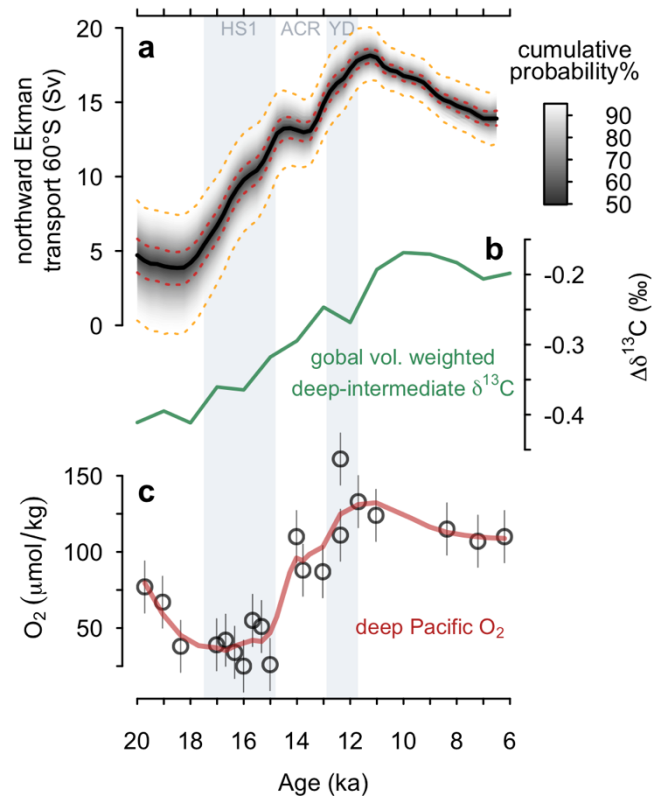 HS1 ACR YD
a
20
15
10
5
0
northward Ekman
transport 60°S (Sv)
cumulative
probability%
90
80
70
60
50
b
-0.2
-0.3
-0.4
Δδ¹³C (‰)
gobal vol. weighted
deep-intermediate δ¹³C
c
150
100
50
O₂ (μmol/kg)
deep Pacific O₂
20 18 16 14 12 10 8 6
Age (ka)